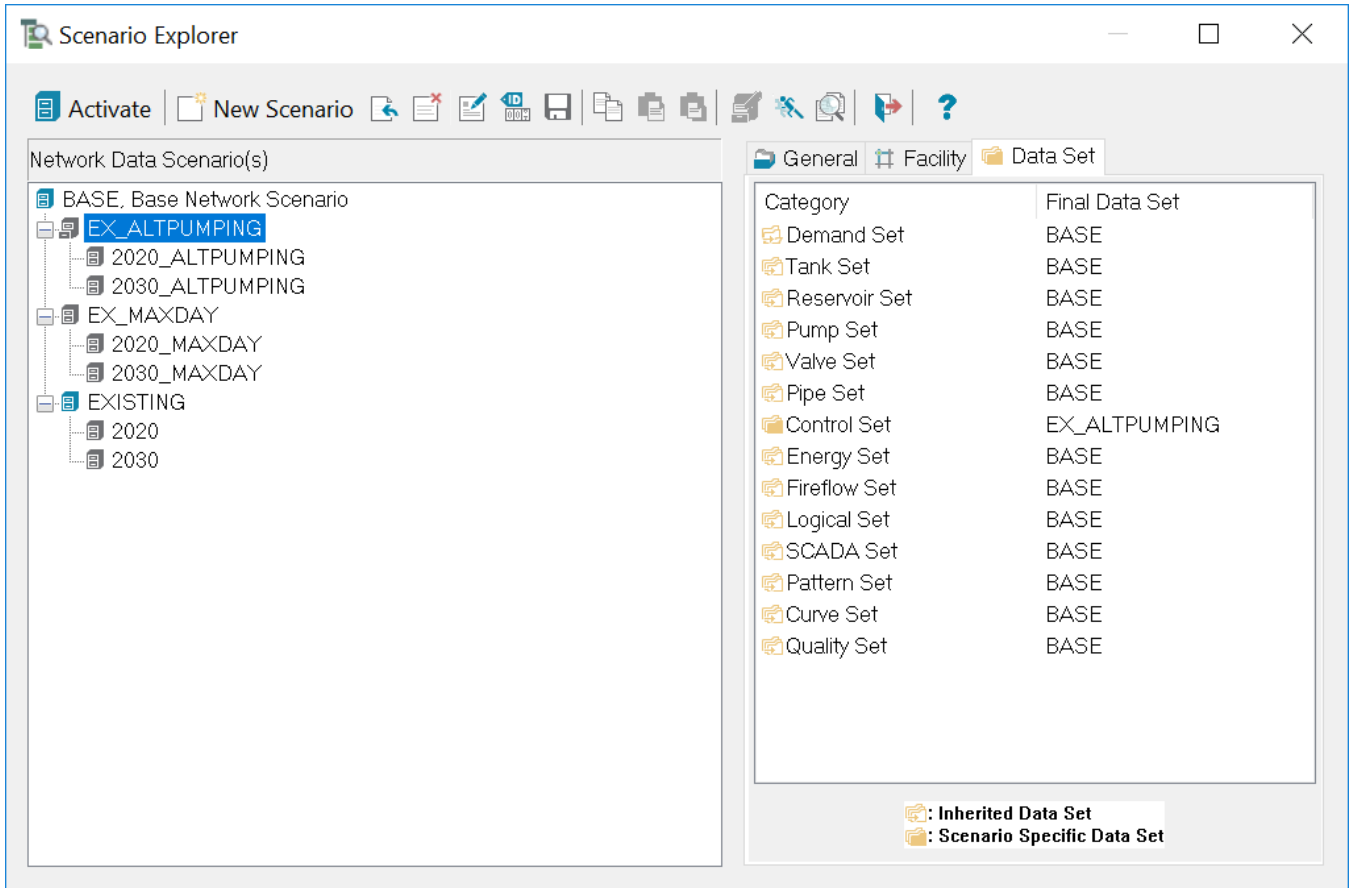 Scenario Explorer
Activate New Scenario ID
Network Data Scenario(s)
BASE, Base Network Scenario
EX_ALTPUMPING
2020_ALTPUMPING
2030_ALTPUMPING
EX_MAXDAY
2020_MAXDAY
2030_MAXDAY
EXISTING
2020
2030
General Facility Data Set
Category Final Data Set
Demand Set BASE
Tank Set BASE
Reservoir Set BASE
Pump Set BASE
Valve Set BASE
Pipe Set BASE
Control Set EX_ALTPUMPING
Energy Set BASE
Fireflow Set BASE
Logical Set BASE
SCADA Set BASE
Pattern Set BASE
Curve Set BASE
Quality Set BASE
: Inherited Data Set
: Scenario Specific Data Set